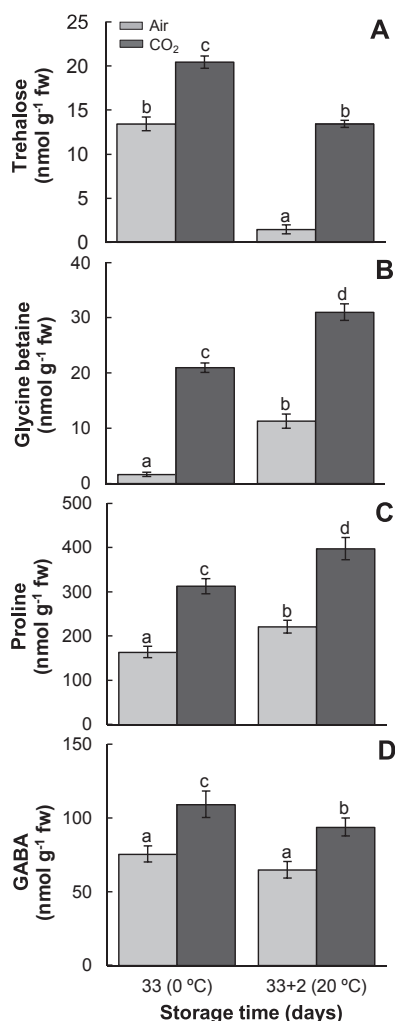 Air
CO₂
A
Trehalose
(nmol g⁻¹ fw)
25
20
15
10
5
0
b
c
a
b
B
Glycine betaine
(nmol g⁻¹ fw)
40
30
20
10
0
a
c
b
d
C
Proline
(nmol g⁻¹ fw)
500
400
300
200
100
0
a
c
b
d
D
GABA
(nmol g⁻¹ fw)
150
100
50
0
a
c
a
b
33 (0 ºC) 33+2 (20 ºC)
Storage time (days)